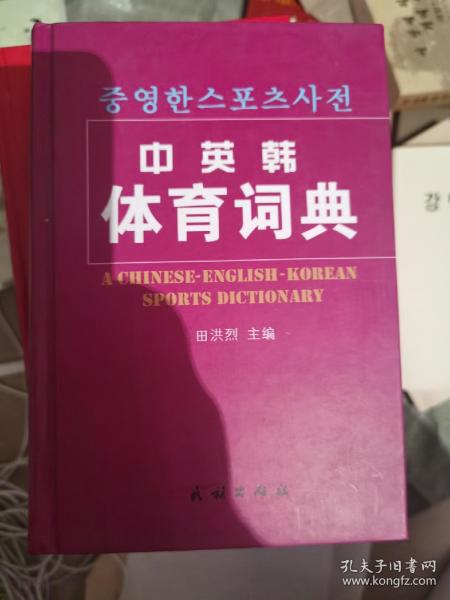 중영한스포츠사전
中英韩
体育词典
A CHINESE-ENGLISH-KOREAN
SPORTS DICTIONARY
田洪烈 主编
民族出版社
강
孔夫子旧书网
www.kongfz.com